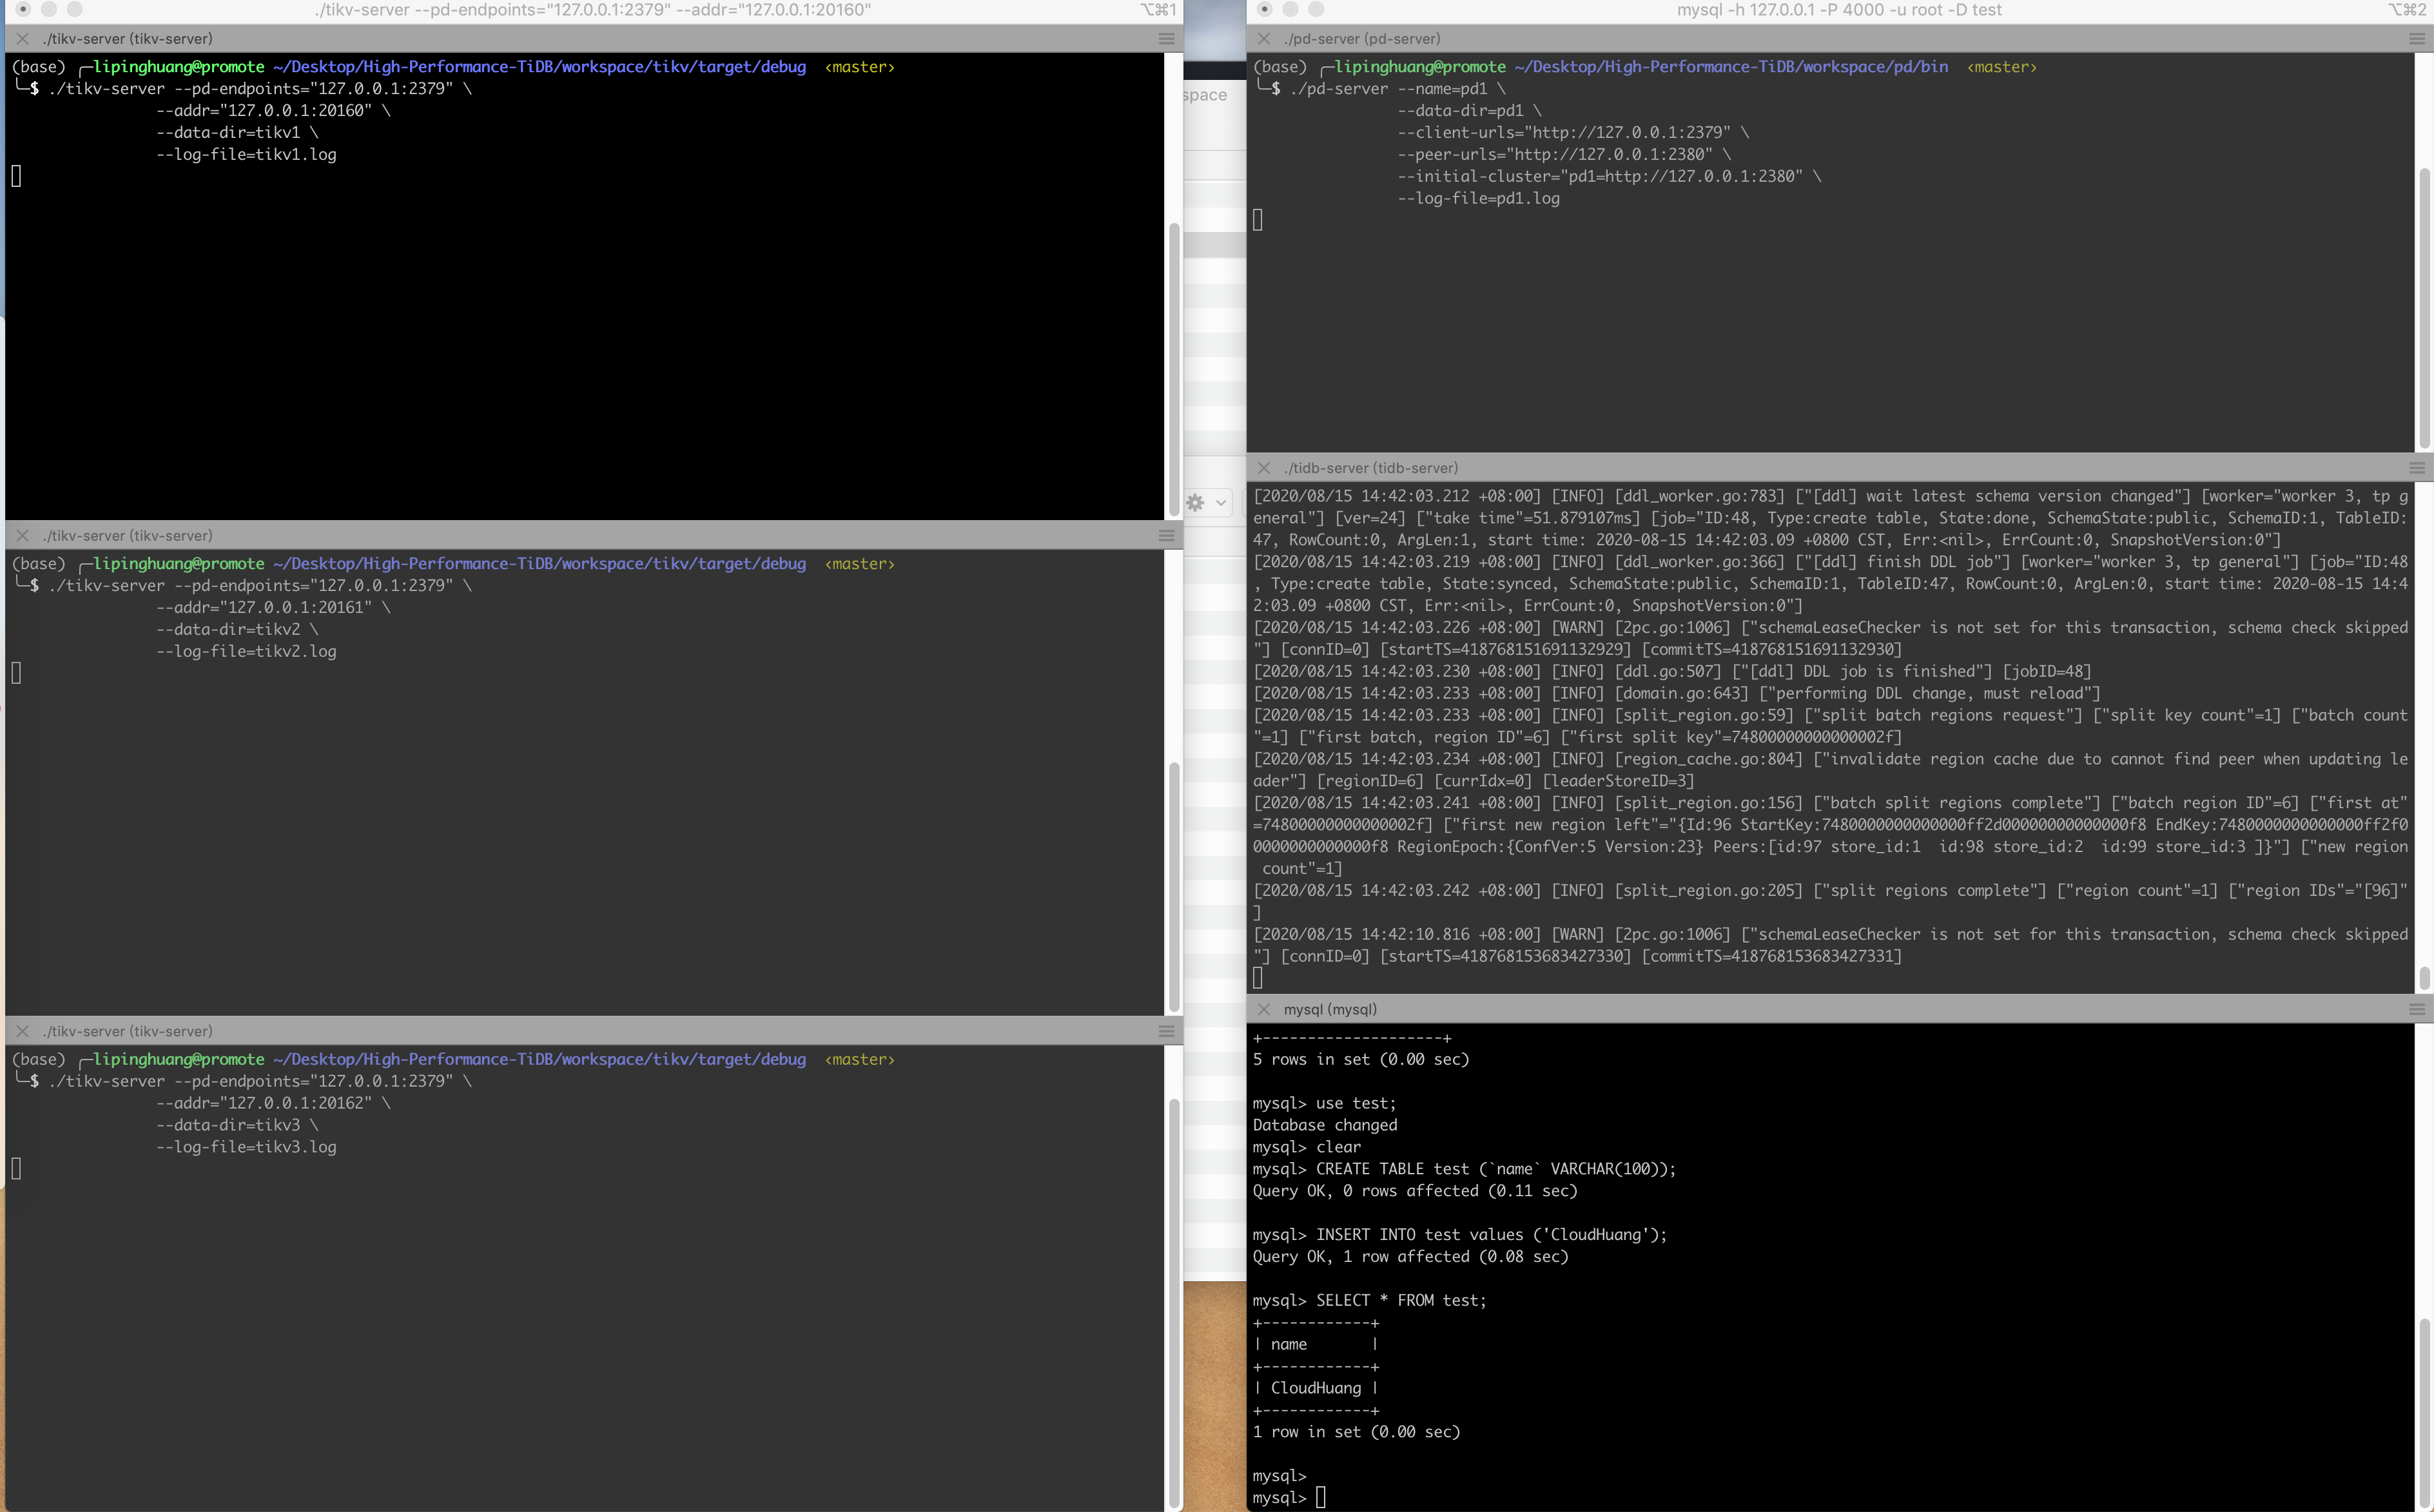 ./tikv-server --pd-endpoints="127.0.0.1:2379" --addr="127.0.0.1:20160"
⌥⌘1
./tikv-server (tikv-server)
(base) ╭─lipinghuang@promote ~/Desktop/High-Performance-TiDB/workspace/tikv/target/debug ‹master›
╰─$ ./tikv-server --pd-endpoints="127.0.0.1:2379" \
--addr="127.0.0.1:20160" \
--data-dir=tikv1 \
--log-file=tikv1.log
./tikv-server (tikv-server)
(base) ╭─lipinghuang@promote ~/Desktop/High-Performance-TiDB/workspace/tikv/target/debug ‹master›
╰─$ ./tikv-server --pd-endpoints="127.0.0.1:2379" \
--addr="127.0.0.1:20161" \
--data-dir=tikv2 \
--log-file=tikv2.log
./tikv-server (tikv-server)
(base) ╭─lipinghuang@promote ~/Desktop/High-Performance-TiDB/workspace/tikv/target/debug ‹master›
╰─$ ./tikv-server --pd-endpoints="127.0.0.1:2379" \
--addr="127.0.0.1:20162" \
--data-dir=tikv3 \
--log-file=tikv3.log
space
mysql -h 127.0.0.1 -P 4000 -u root -D test
⌥⌘2
./pd-server (pd-server)
(base) ╭─lipinghuang@promote ~/Desktop/High-Performance-TiDB/workspace/pd/bin ‹master›
╰─$ ./pd-server --name=pd1 \
--data-dir=pd1 \
--client-urls="http://127.0.0.1:2379" \
--peer-urls="http://127.0.0.1:2380" \
--initial-cluster="pd1=http://127.0.0.1:2380" \
--log-file=pd1.log
./tidb-server (tidb-server)
[2020/08/15 14:42:03.212 +08:00] [INFO] [ddl_worker.go:783] ["[ddl] wait latest schema version changed"] [worker="worker 3, tp g
eneral"] [ver=24] ["take time"=51.879107ms] [job="ID:48, Type:create table, State:done, SchemaState:public, SchemaID:1, TableID:
47, RowCount:0, ArgLen:1, start time: 2020-08-15 14:42:03.09 +0800 CST, Err:<nil>, ErrCount:0, SnapshotVersion:0"]
[2020/08/15 14:42:03.219 +08:00] [INFO] [ddl_worker.go:366] ["[ddl] finish DDL job"] [worker="worker 3, tp general"] [job="ID:48
, Type:create table, State:synced, SchemaState:public, SchemaID:1, TableID:47, RowCount:0, ArgLen:0, start time: 2020-08-15 14:4
2:03.09 +0800 CST, Err:<nil>, ErrCount:0, SnapshotVersion:0"]
[2020/08/15 14:42:03.226 +08:00] [WARN] [2pc.go:1006] ["schemaLeaseChecker is not set for this transaction, schema check skipped
"] [connID=0] [startTS=418768151691132929] [commitTS=418768151691132930]
[2020/08/15 14:42:03.230 +08:00] [INFO] [ddl.go:507] ["[ddl] DDL job is finished"] [jobID=48]
[2020/08/15 14:42:03.233 +08:00] [INFO] [domain.go:643] ["performing DDL change, must reload"]
[2020/08/15 14:42:03.233 +08:00] [INFO] [split_region.go:59] ["split batch regions request"] ["split key count"=1] ["batch count
"=1] ["first batch, region ID"=6] ["first split key"=74800000000000002f]
[2020/08/15 14:42:03.234 +08:00] [INFO] [region_cache.go:804] ["invalidate region cache due to cannot find peer when updating le
ader"] [regionID=6] [currIdx=0] [leaderStoreID=3]
[2020/08/15 14:42:03.241 +08:00] [INFO] [split_region.go:156] ["batch split regions complete"] ["batch region ID"=6] ["first at"
=74800000000000002f] ["first new region left"="{Id:96 StartKey:7480000000000000ff2d00000000000000f8 EndKey:7480000000000000ff2f0
0000000000000f8 RegionEpoch:{ConfVer:5 Version:23} Peers:[id:97 store_id:1  id:98 store_id:2  id:99 store_id:3 ]}"] ["new region
count"=1]
[2020/08/15 14:42:03.242 +08:00] [INFO] [split_region.go:205] ["split regions complete"] ["region count"=1] ["region IDs"="[96]"
]
[2020/08/15 14:42:10.816 +08:00] [WARN] [2pc.go:1006] ["schemaLeaseChecker is not set for this transaction, schema check skipped
"] [connID=0] [startTS=418768153683427330] [commitTS=418768153683427331]
mysql (mysql)
+--------------------+
5 rows in set (0.00 sec)
mysql> use test;
Database changed
mysql> clear
mysql> CREATE TABLE test (`name` VARCHAR(100));
Query OK, 0 rows affected (0.11 sec)
mysql> INSERT INTO test values ('CloudHuang');
Query OK, 1 row affected (0.08 sec)
mysql> SELECT * FROM test;
+------------+
| name       |
+------------+
| CloudHuang |
+------------+
1 row in set (0.00 sec)
mysql>
mysql>